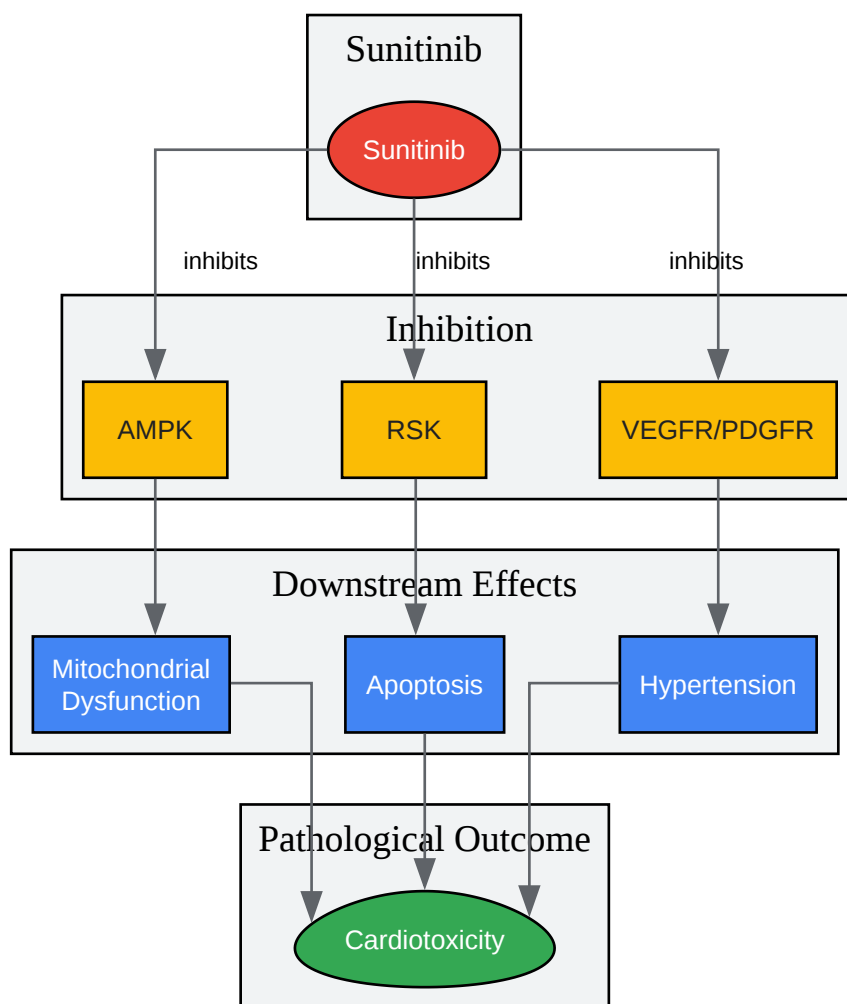 Sunitinib
Sunitinib
inhibits
inhibits
inhibits
Inhibition
AMPK
RSK
VEGFR/PDGFR
Downstream Effects
Mitochondrial
Dysfunction
Apoptosis
Hypertension
Pathological Outcome
Cardiotoxicity